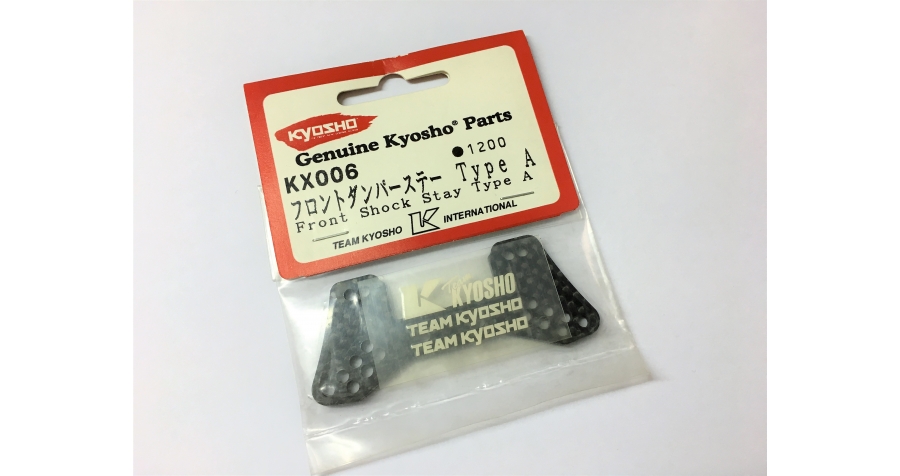 KYOSHO
Genuine Kyosho® Parts
KX006 ●1200
フロントダンパーステー Type A
Front Shock Stay Type A
TEAM KYOSHO K INTERNATIONAL
K KYOSHO
TEAM KYOSHO
TEAM KYOSHO